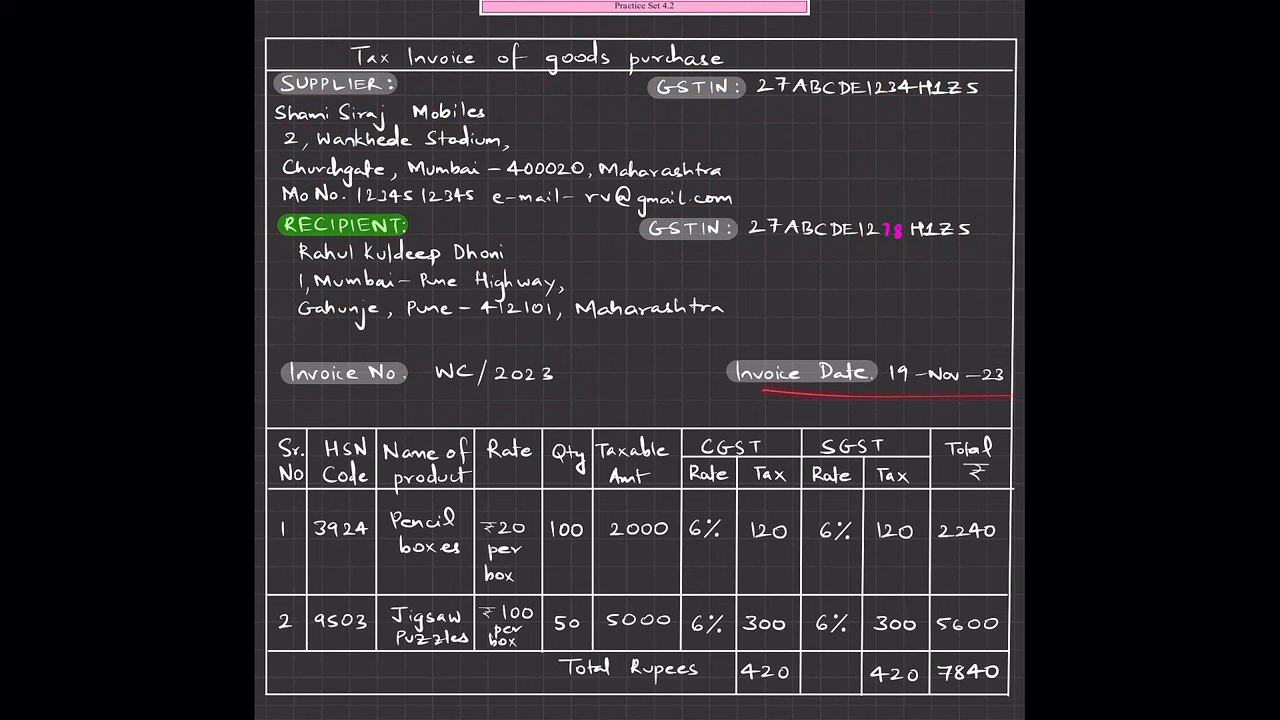 Practice Set 4.2
Tax Invoice of goods purchase
SUPPLIER: GSTIN: 27ABCDE1234H1Z5
Shami Siraj Mobiles
2, Wankhede Stadium,
Churchgate, Mumbai - 400020, Maharashtra
Mo No. 12345 12345 e-mail- rv@gmail.com
RECIPIENT: GSTIN: 27ABCDE1278H1Z5
Rahul Kuldeep Dhoni
1, Mumbai- Pune Highway,
Gahunje, Pune - 412101, Maharashtra
Invoice No. WC/2023 Invoice Date. 19-Nov-23
Sr. HSN Name of Rate Qty Taxable CGST SGST Total
No Code product Amt Rate Tax Rate Tax ₹
1 3924 Pencil ₹20 100 2000 6% 120 6% 120 2240
boxes per
box
2 9503 Jigsaw ₹100 50 5000 6% 300 6% 300 5600
Puzzles per
box
Total Rupees 420 420 7840